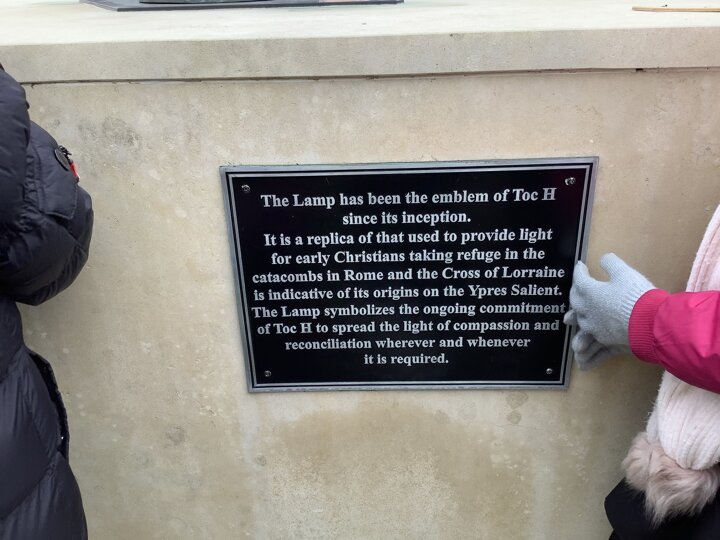 The Lamp has been the emblem of Toc H
since its inception.
It is a replica of that used to provide light
for early Christians taking refuge in the
catacombs in Rome and the Cross of Lorraine
is indicative of its origins on the Ypres Salient.
The Lamp symbolizes the ongoing commitment
of Toc H to spread the light of compassion and
reconciliation wherever and whenever
it is required.